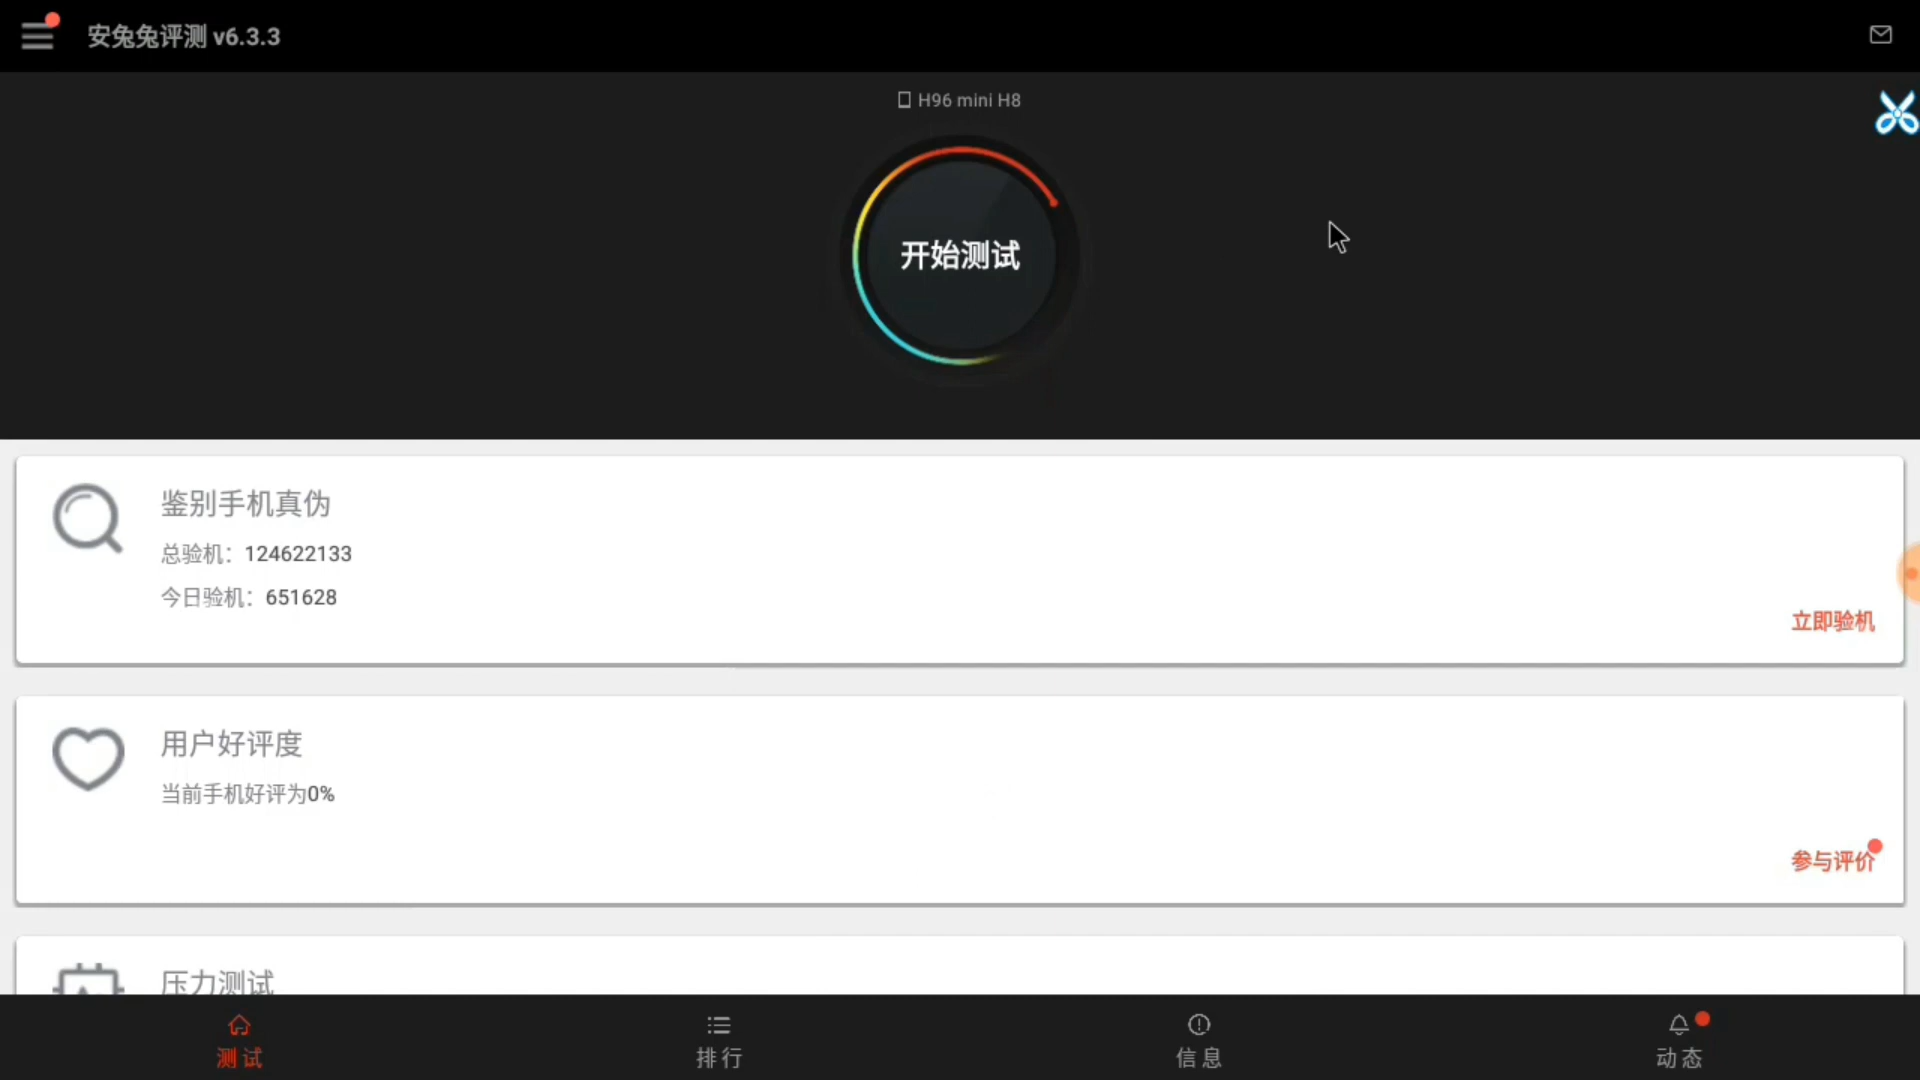 安兔兔评测 v6.3.3
H96 mini H8
开始测试
鉴别手机真伪
总验机：124622133
今日验机：651628
立即验机
用户好评度
当前手机好评为0%
参与评价
压力测试
测试
排行
信息
动态